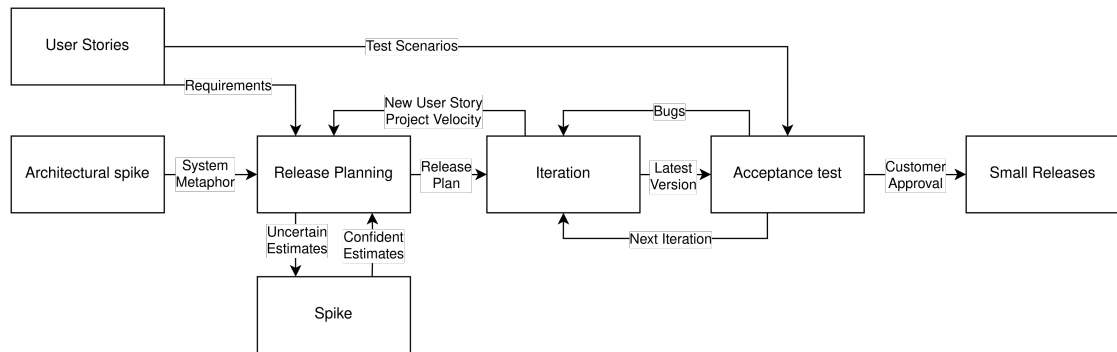 User Stories
Test Scenarios
Requirements
New User Story
Project Velocity
Bugs
Architectural spike
System
Metaphor
Release Planning
Release
Plan
Iteration
Latest
Version
Acceptance test
Customer
Approval
Small Releases
Uncertain
Estimates
Confident
Estimates
Next Iteration
Spike